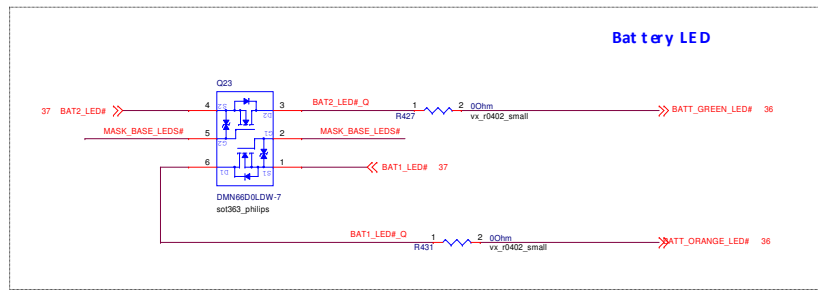 Battery LED
Q23
37 BAT2_LED#
4
S2
D2
3
BAT2_LED#_Q
1
R427
2
0Ohm
vx_r0402_small
BATT_GREEN_LED# 36
MASK_BASE_LEDS#
5
G2
G1
2
MASK_BASE_LEDS#
6
D1
S1
1
BAT1_LED# 37
DMN66D0LDW-7
sot363_philips
BAT1_LED#_Q
1
R431
2
0Ohm
vx_r0402_small
BATT_ORANGE_LED# 36